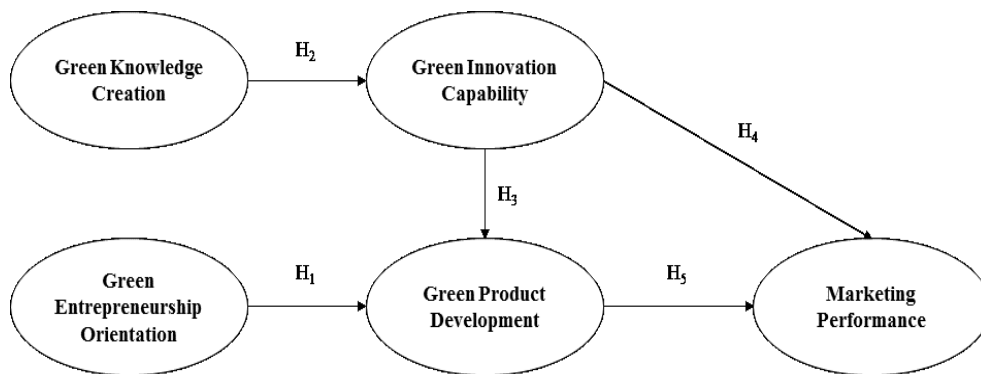 Green Knowledge
Creation
H₂
Green Innovation
Capability
H₄
H₃
Green
Entrepreneurship
Orientation
H₁
Green Product
Development
H₅
Marketing
Performance